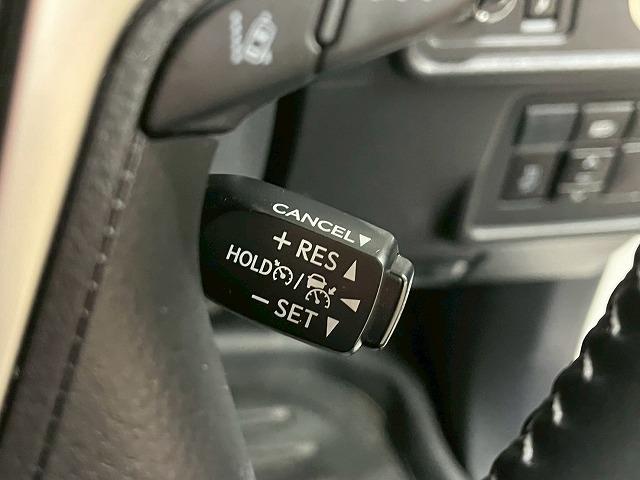 CANCEL▼
+ RES ▲
HOLD / ◀
− SET ▼